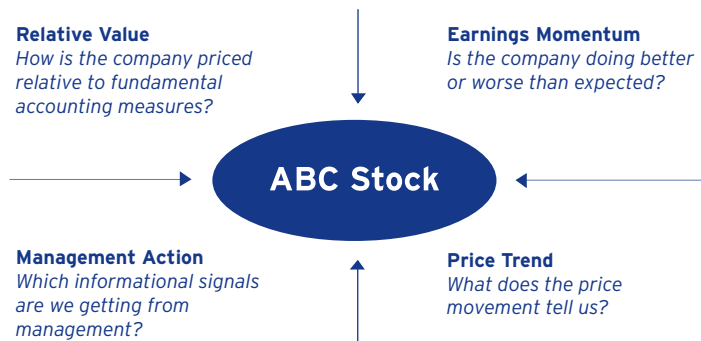 Relative Value
How is the company priced
relative to fundamental
accounting measures?
Earnings Momentum
Is the company doing better
or worse than expected?
ABC Stock
Management Action
Which informational signals
are we getting from
management?
Price Trend
What does the price
movement tell us?